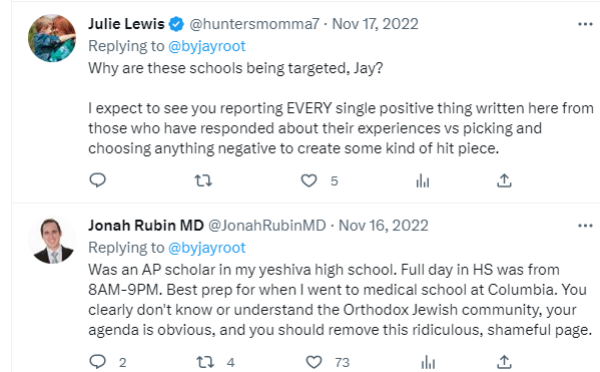 Julie Lewis @huntersmomma7 · Nov 17, 2022
Replying to @byjayroot
Why are these schools being targeted, Jay?
I expect to see you reporting EVERY single positive thing written here from
those who have responded about their experiences vs picking and
choosing anything negative to create some kind of hit piece.
5
Jonah Rubin MD @JonahRubinMD · Nov 16, 2022
Replying to @byjayroot
Was an AP scholar in my yeshiva high school. Full day in HS was from
8AM-9PM. Best prep for when I went to medical school at Columbia. You
clearly don't know or understand the Orthodox Jewish community, your
agenda is obvious, and you should remove this ridiculous, shameful page.
2 4 73